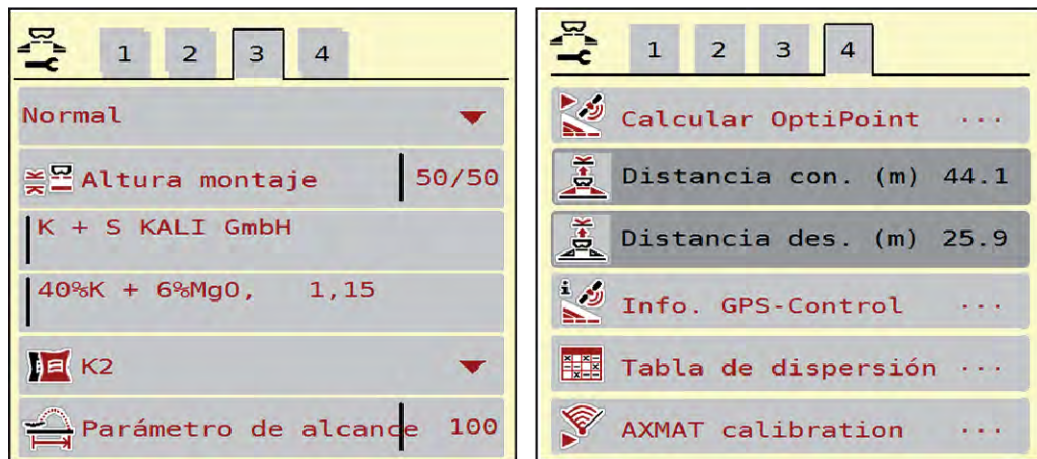 1 2 3 4
Normal
Altura montaje 50/50
K + S KALI GmbH
40%K + 6%MgO, 1,15
K2
Parámetro de alcance 100
1 2 3 4
Calcular OptiPoint ...
Distancia con. (m) 44.1
Distancia des. (m) 25.9
i
Info. GPS-Control ...
Tabla de dispersión ...
AXMAT calibration ...